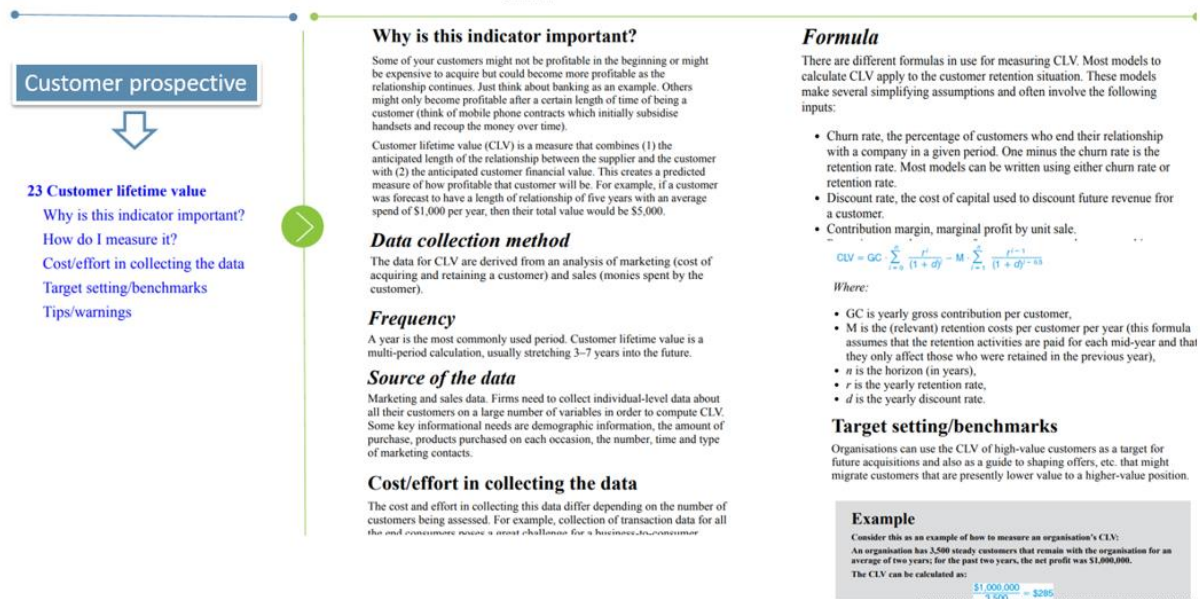 Customer prospective
23 Customer lifetime value
Why is this indicator important?
How do I measure it?
Cost/effort in collecting the data
Target setting/benchmarks
Tips/warnings
Why is this indicator important?
Some of your customers might not be profitable in the beginning or might
be expensive to acquire but could become more profitable as the
relationship continues. Just think about banking as an example. Others
might only become profitable after a certain length of time of being a
customer (think of mobile phone contracts which initially subsidise
handsets and recoup the money over time).
Customer lifetime value (CLV) is a measure that combines (1) the
anticipated length of the relationship between the supplier and the customer
with (2) the anticipated customer financial value. This creates a predicted
measure of how profitable that customer will be. For example, if a customer
was forecast to have a length of relationship of five years with an average
spend of $1,000 per year, then their total value would be $5,000.
Data collection method
The data for CLV are derived from an analysis of marketing (cost of
acquiring and retaining a customer) and sales (monies spent by the
customer).
Frequency
A year is the most commonly used period. Customer lifetime value is a
multi-period calculation, usually stretching 3–7 years into the future.
Source of the data
Marketing and sales data. Firms need to collect individual-level data about
all their customers on a large number of variables in order to compute CLV.
Some key informational needs are demographic information, the amount of
purchase, products purchased on each occasion, the number, time and type
of marketing contacts.
Cost/effort in collecting the data
The cost and effort in collecting this data differ depending on the number of
customers being assessed. For example, collection of transaction data for all
the end consumers poses a great challenge for a business-to-consumer
Formula
There are different formulas in use for measuring CLV. Most models to
calculate CLV apply to the customer retention situation. These models
make several simplifying assumptions and often involve the following
inputs:
• Churn rate, the percentage of customers who end their relationship
with a company in a given period. One minus the churn rate is the
retention rate. Most models can be written using either churn rate or
retention rate.
• Discount rate, the cost of capital used to discount future revenue fror
a customer.
• Contribution margin, marginal profit by unit sale.
CLV = GC · Σ r^i / (1 + d)^i − M · Σ r^(i−1) / (1 + d)^(i−
Where:
• GC is yearly gross contribution per customer,
• M is the (relevant) retention costs per customer per year (this formula
assumes that the retention activities are paid for each mid-year and that
they only affect those who were retained in the previous year),
• n is the horizon (in years),
• r is the yearly retention rate,
• d is the yearly discount rate.
Target setting/benchmarks
Organisations can use the CLV of high-value customers as a target for
future acquisitions and also as a guide to shaping offers, etc. that might
migrate customers that are presently lower value to a higher-value position.
Example
Consider this as an example of how to measure an organisation's CLV:
An organisation has 3,500 steady customers that remain with the organisation for an
average of two years; for the past two years, the net profit was $1,000,000.
The CLV can be calculated as:
$1,000,000
3,500 = $285